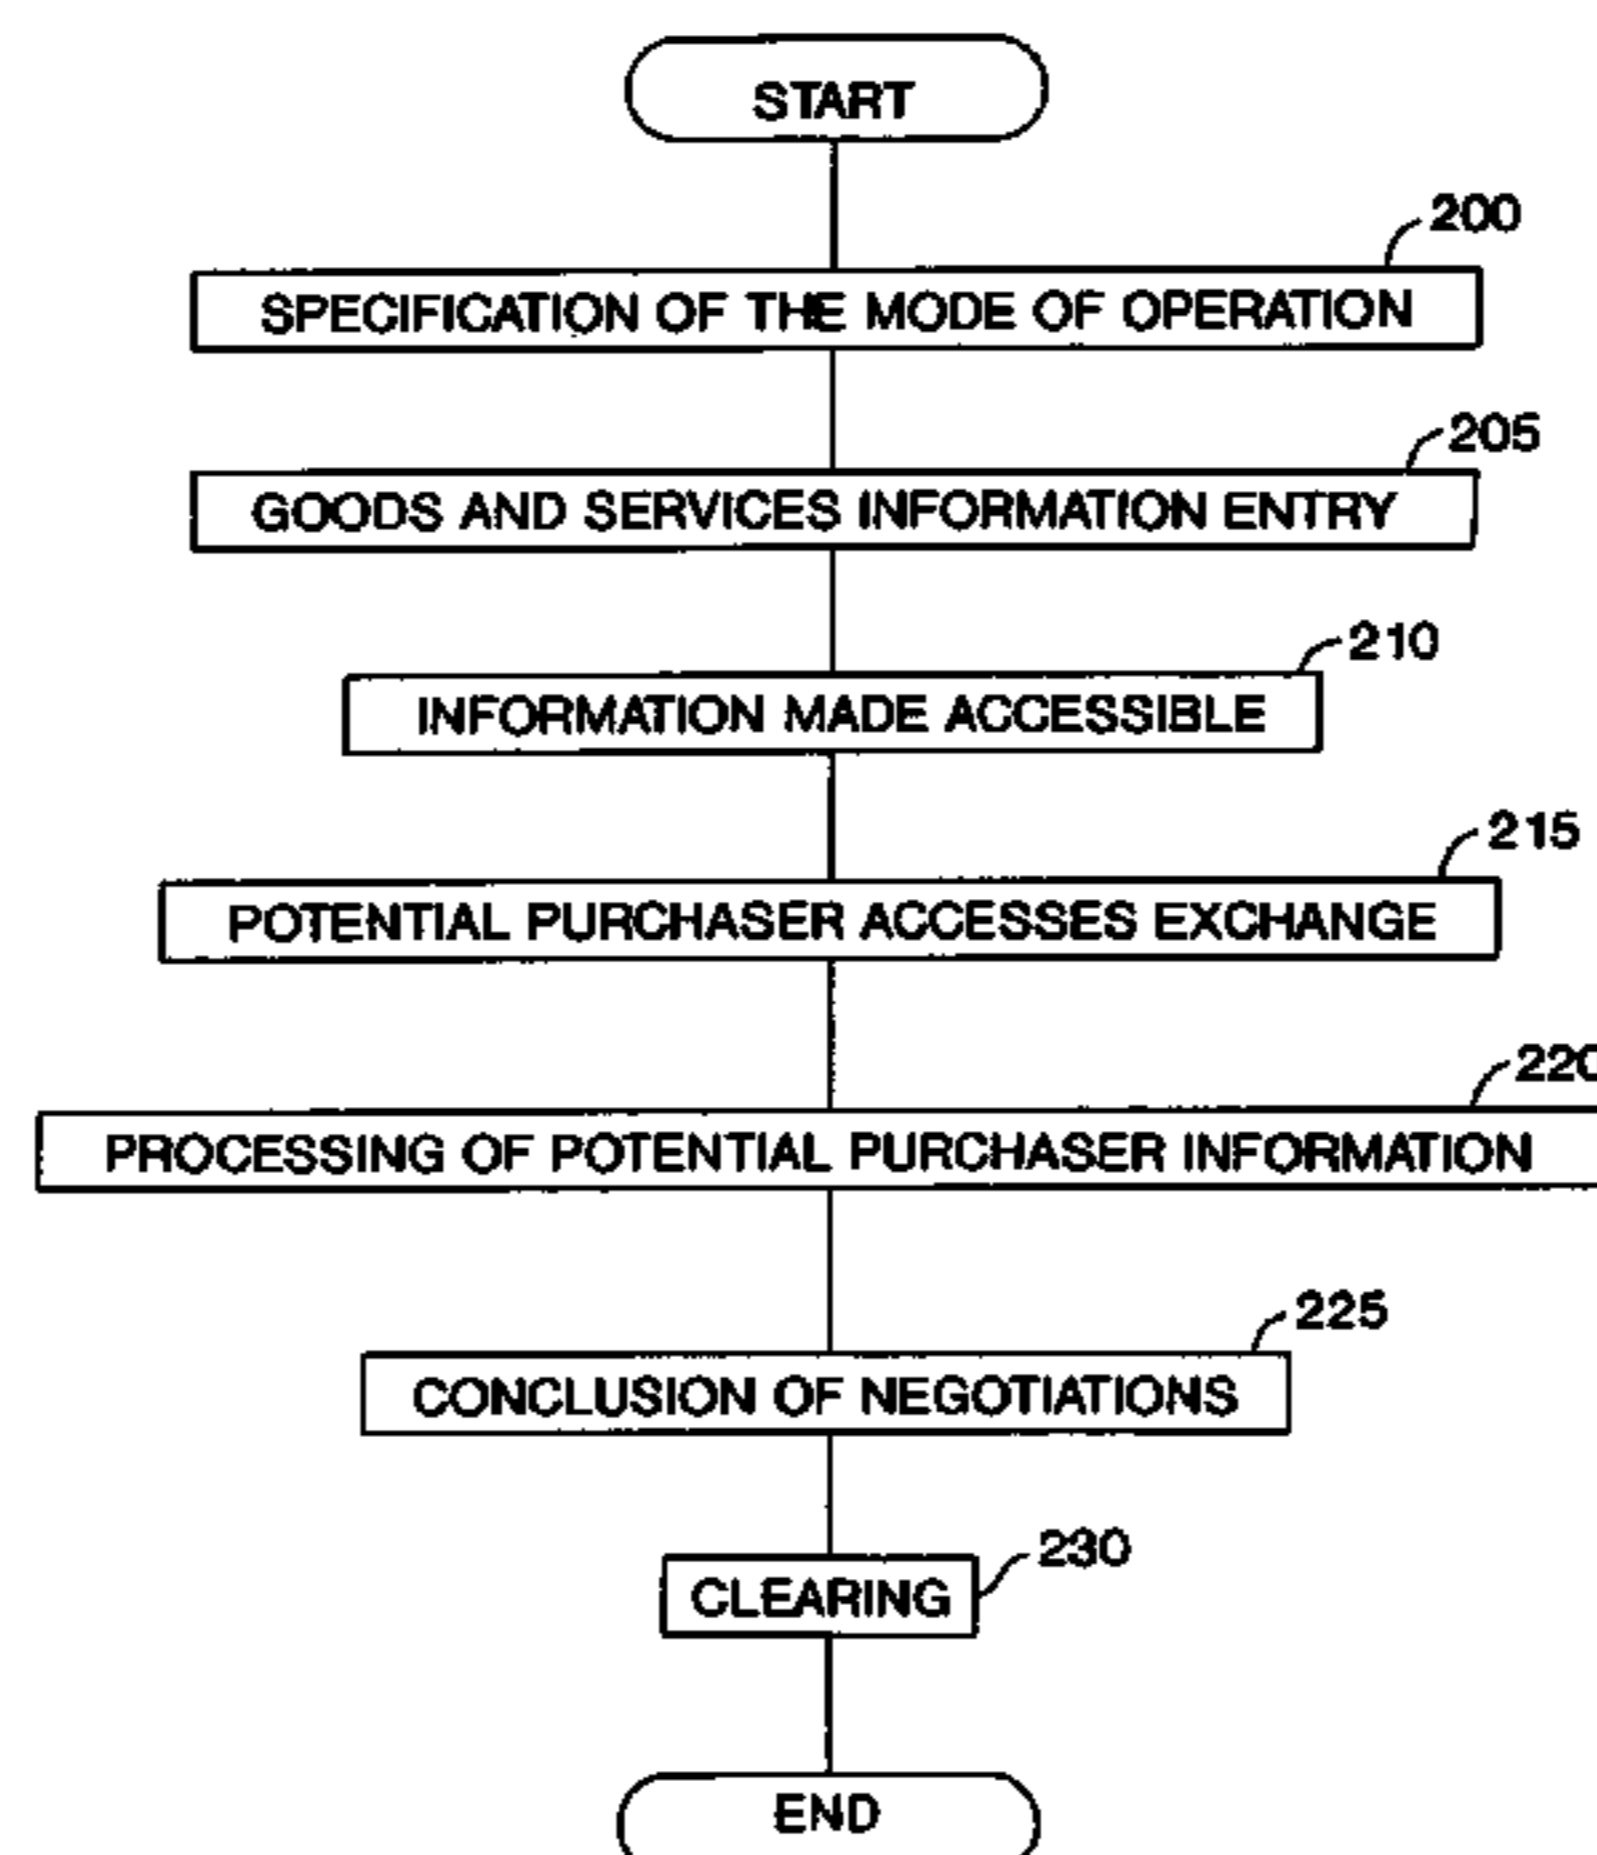 START
200
SPECIFICATION OF THE MODE OF OPERATION
205
GOODS AND SERVICES INFORMATION ENTRY
210
INFORMATION MADE ACCESSIBLE
215
POTENTIAL PURCHASER ACCESSES EXCHANGE
220
PROCESSING OF POTENTIAL PURCHASER INFORMATION
225
CONCLUSION OF NEGOTIATIONS
230
CLEARING
END